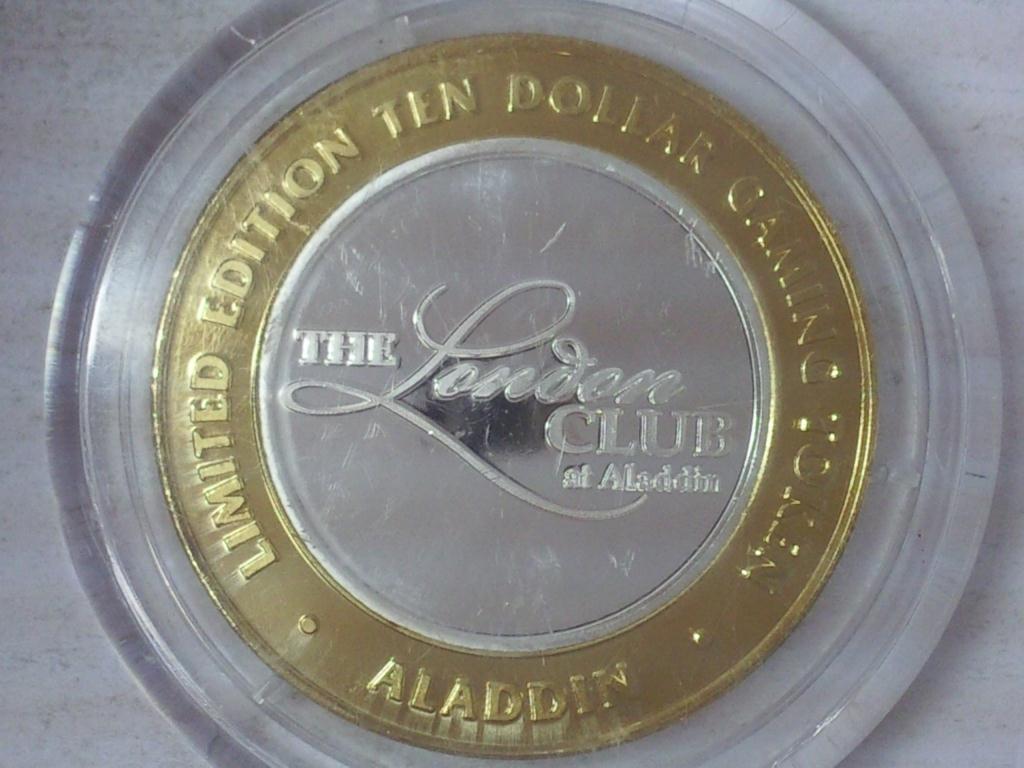 LIMITED EDITION TEN DOLLAR GAMING TOKEN
THE London
CLUB
at Aladdin
• ALADDIN •